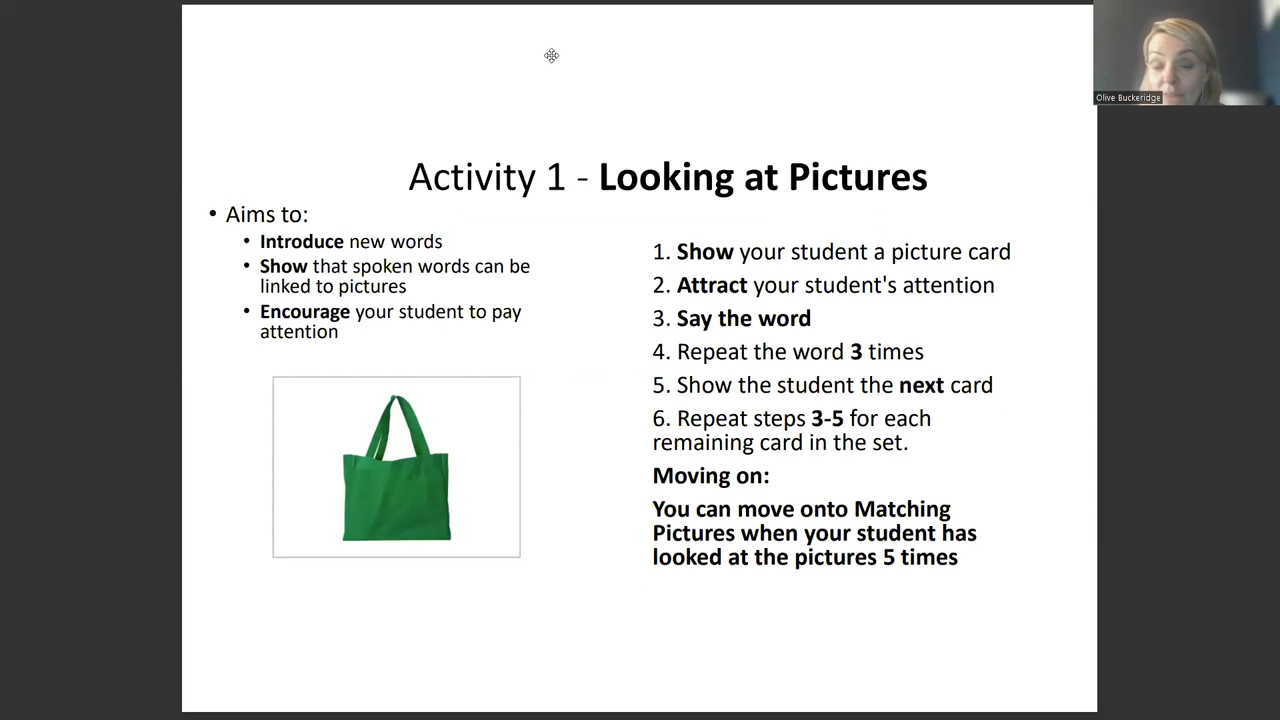 Olive Buckeridge
Activity 1 - Looking at Pictures
• Aims to:
• Introduce new words
• Show that spoken words can be
linked to pictures
• Encourage your student to pay
attention
1. Show your student a picture card
2. Attract your student's attention
3. Say the word
4. Repeat the word 3 times
5. Show the student the next card
6. Repeat steps 3-5 for each
remaining card in the set.
Moving on:
You can move onto Matching
Pictures when your student has
looked at the pictures 5 times